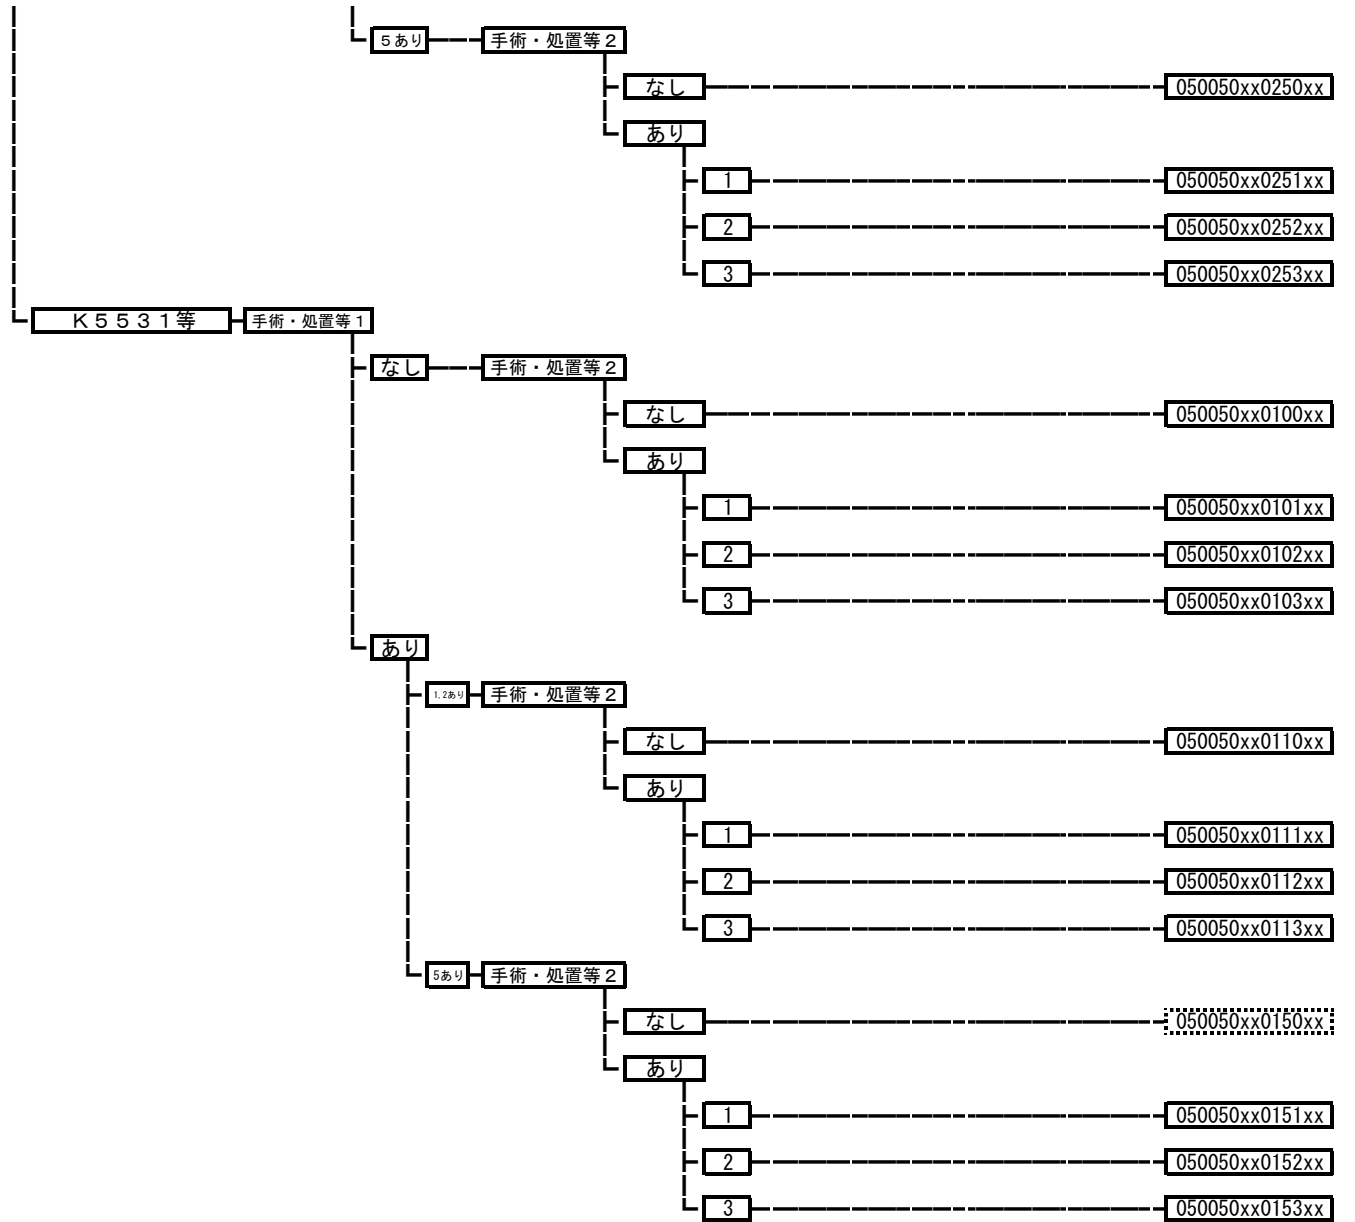 ５あり 手術・処置等２
なし 050050xx0250xx
あり
1 050050xx0251xx
2 050050xx0252xx
3 050050xx0253xx
Ｋ５５３１等 手術・処置等１
なし 手術・処置等２
なし 050050xx0100xx
あり
1 050050xx0101xx
2 050050xx0102xx
3 050050xx0103xx
あり
1,2あり 手術・処置等２
なし 050050xx0110xx
あり
1 050050xx0111xx
2 050050xx0112xx
3 050050xx0113xx
5あり 手術・処置等２
なし 050050xx0150xx
あり
1 050050xx0151xx
2 050050xx0152xx
3 050050xx0153xx